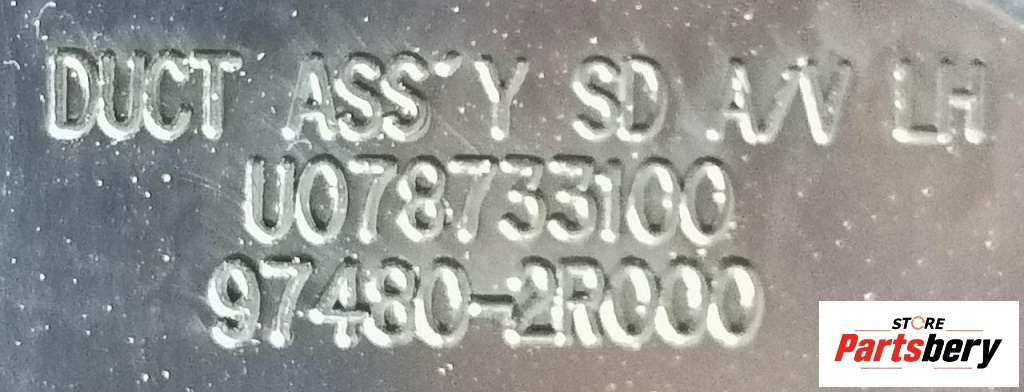 DUCT ASS'Y SD A/V LH
U078733100
97480-2R000
STORE
Partsbery